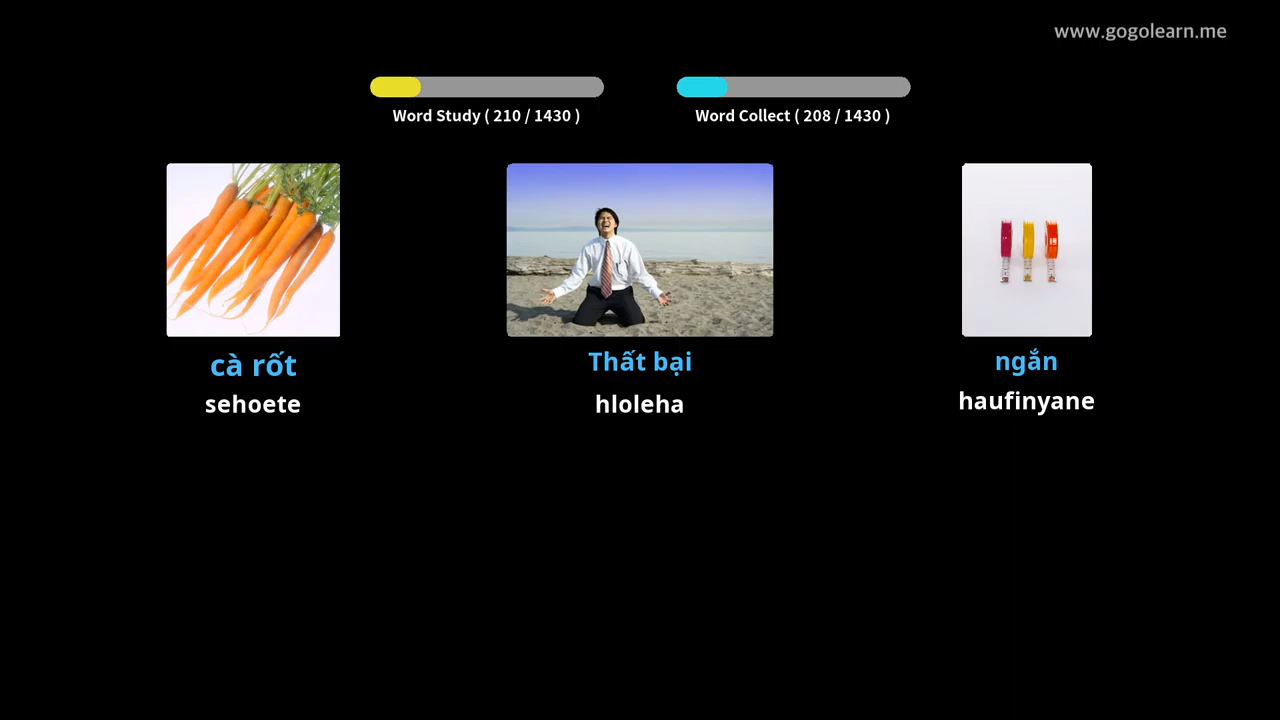 www.gogolearn.me
Word Study ( 210 / 1430 )
Word Collect ( 208 / 1430 )
cà rốt
sehoete
Thất bại
hloleha
ngắn
haufinyane